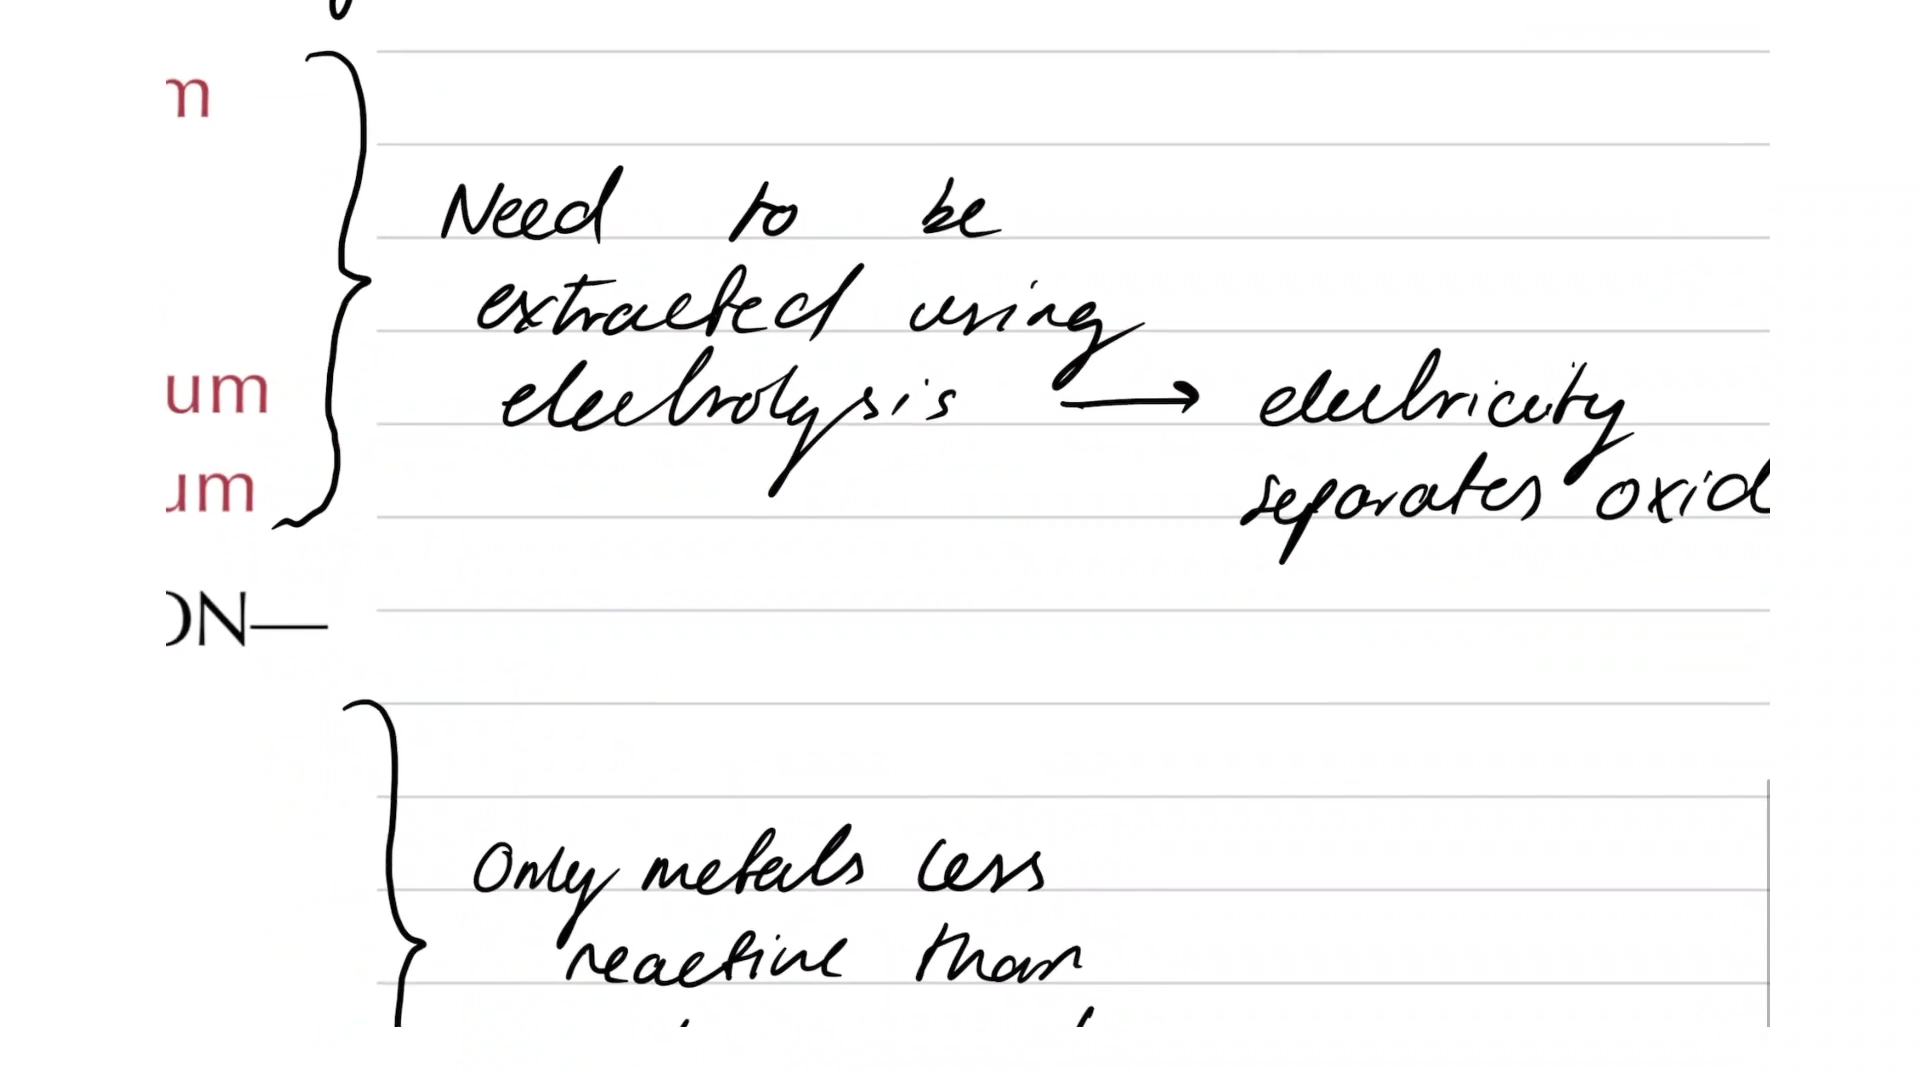 m
Need to be
extracted using
um
electrolysis → electricity
um
separates oxid
ON—
Only metals less
reactive than